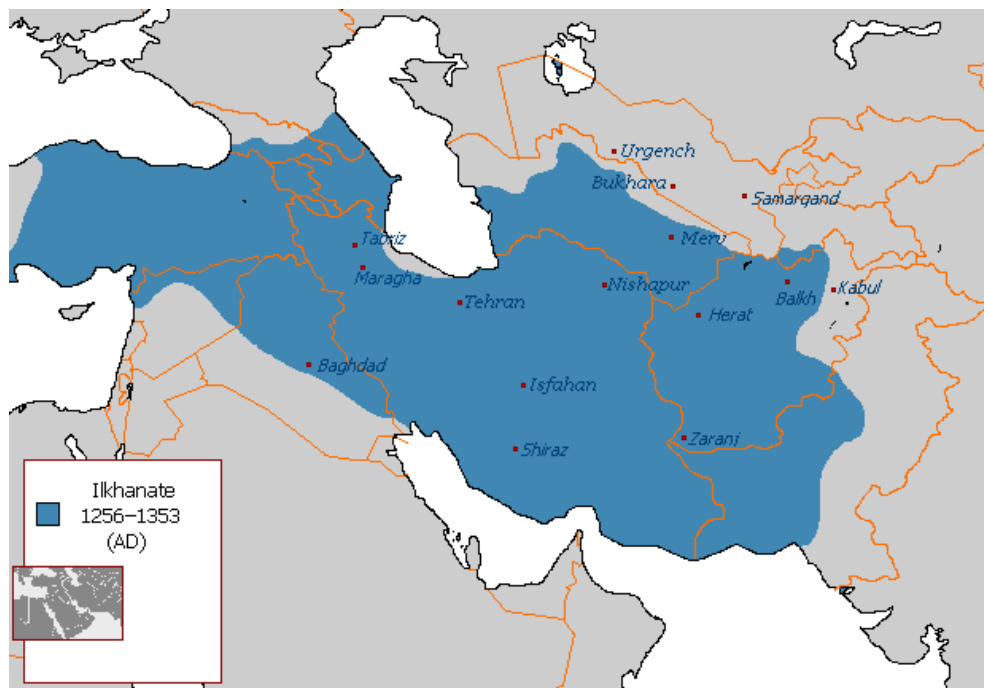 Urgench
Bukhara
Samargand
Tabriz
Merv
Maragha
Nishapur
Kabul
Tehran
Balkh
Herat
Baghdad
Isfahan
Zarani
Shiraz
Ilkhanate
1256–1353
(AD)